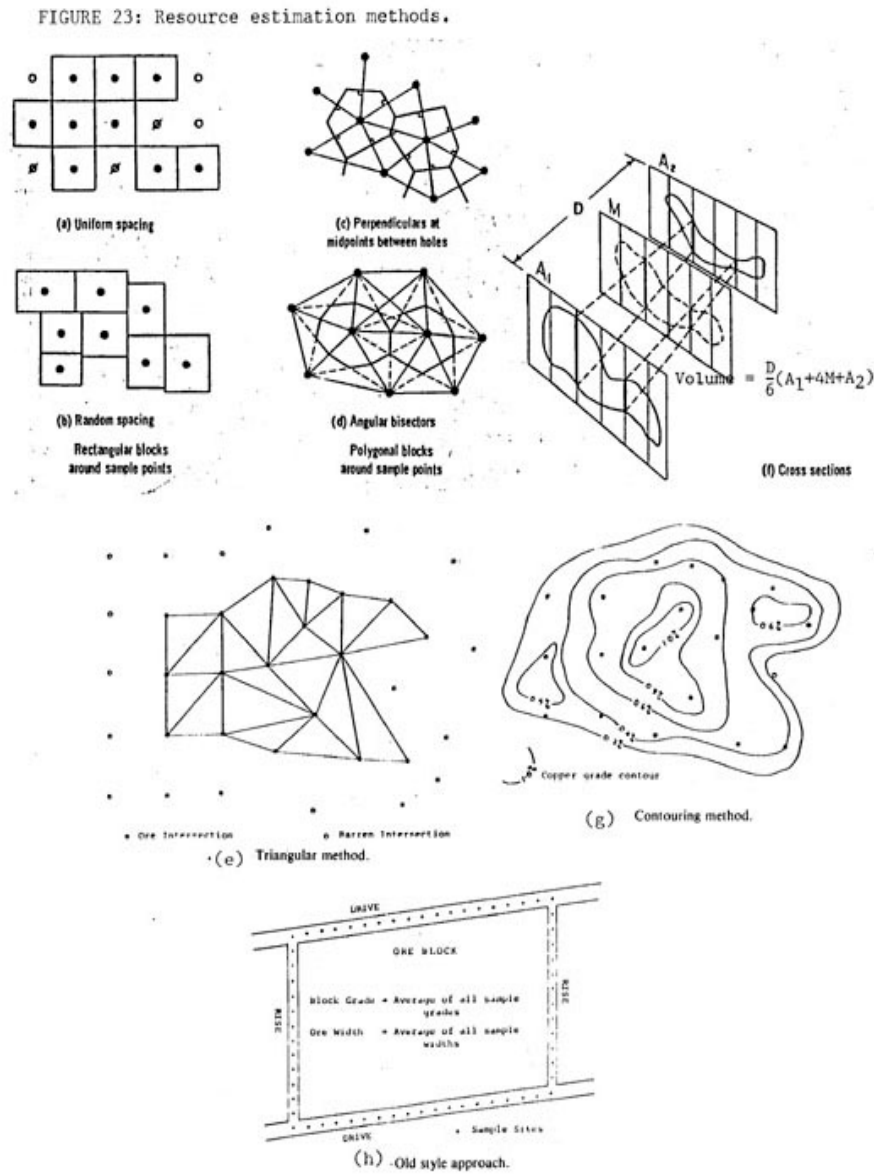 FIGURE 23: Resource estimation methods.
(a) Uniform spacing
(c) Perpendiculars at
midpoints between holes
A₂
M
D
A₁
Volume = D/6(A₁+4M+A₂)
(b) Random spacing
(d) Angular bisectors
Rectangular blocks
around sample points
Polygonal blocks
around sample points
(f) Cross sections
Copper grade contour
Ore Intersection
Barren Intersection
(g) Contouring method.
(e) Triangular method.
DRIVE
ORE BLOCK
RISE
RISE
Block Grade = Average of all sample
grades
Ore Width = Average of all sample
widths
Sample Sites
DRIVE
(h) Old style approach.